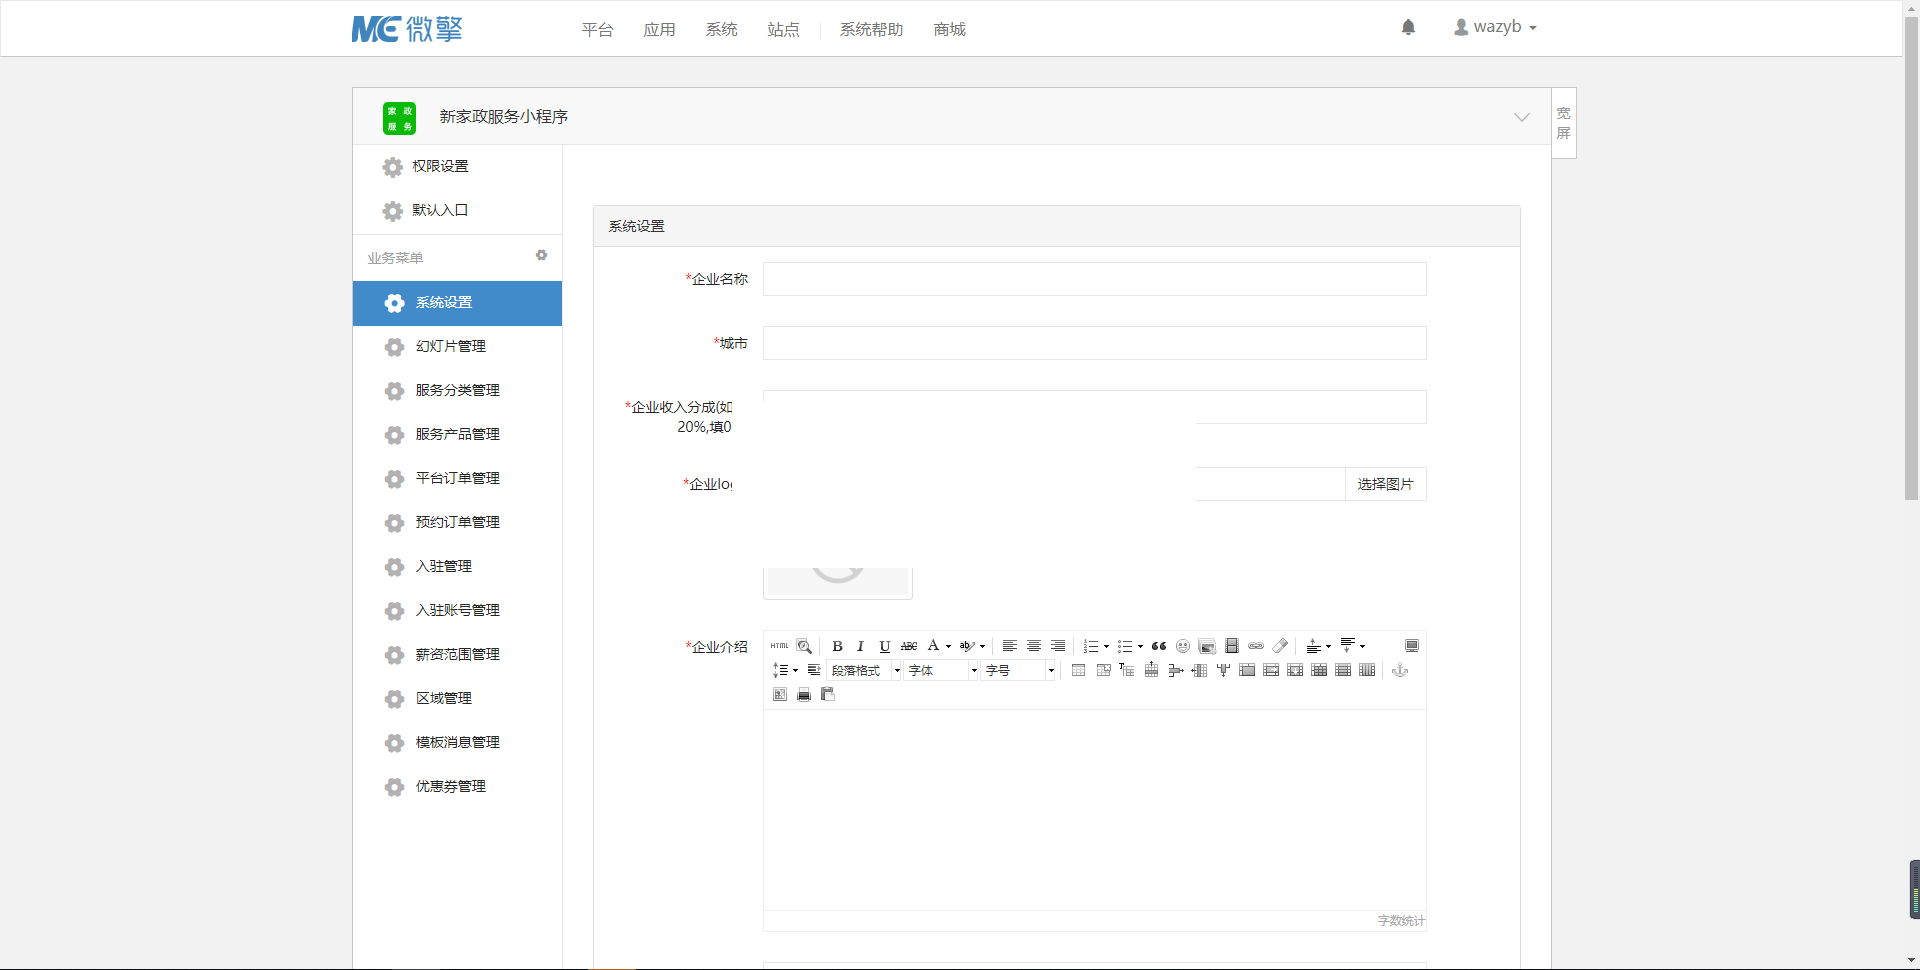 微擎
平台 应用 系统 站点 系统帮助 商城 wazyb
家政服务
新家政服务小程序
宽屏
权限设置
默认入口
业务菜单
系统设置
幻灯片管理
服务分类管理
服务产品管理
平台订单管理
预约订单管理
入驻管理
入驻账号管理
薪资范围管理
区域管理
模板消息管理
优惠券管理
系统设置
*企业名称
*城市
*企业收入分成(如
20%,填0
*企业log
选择图片
*企业介绍
HTML B I U ABC A ab
段落格式 字体 字号
字数统计